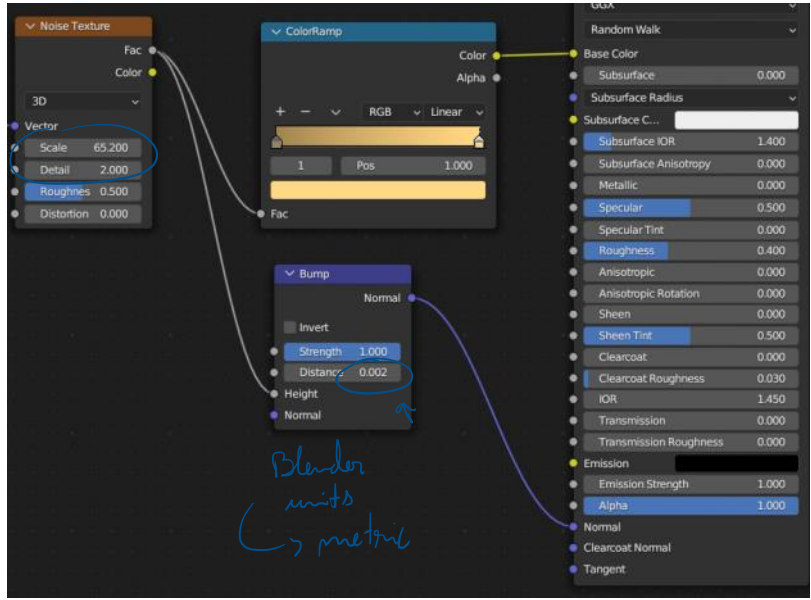 Noise Texture
Fac
Color
3D
Vector
Scale 65.200
Detail 2.000
Roughnes 0.500
Distortion 0.000
ColorRamp
Color
Alpha
+ − RGB Linear
1 Pos 1.000
Fac
Bump
Normal
Invert
Strength 1.000
Distance 0.002
Height
Normal
Blender
units
→ metric
GGX
Random Walk
Base Color
Subsurface 0.000
Subsurface Radius
Subsurface C...
Subsurface IOR 1.400
Subsurface Anisotropy 0.000
Metallic 0.000
Specular 0.500
Specular Tint 0.000
Roughness 0.400
Anisotropic 0.000
Anisotropic Rotation 0.000
Sheen 0.000
Sheen Tint 0.500
Clearcoat 0.000
Clearcoat Roughness 0.030
IOR 1.450
Transmission 0.000
Transmission Roughness 0.000
Emission
Emission Strength 1.000
Alpha 1.000
Normal
Clearcoat Normal
Tangent